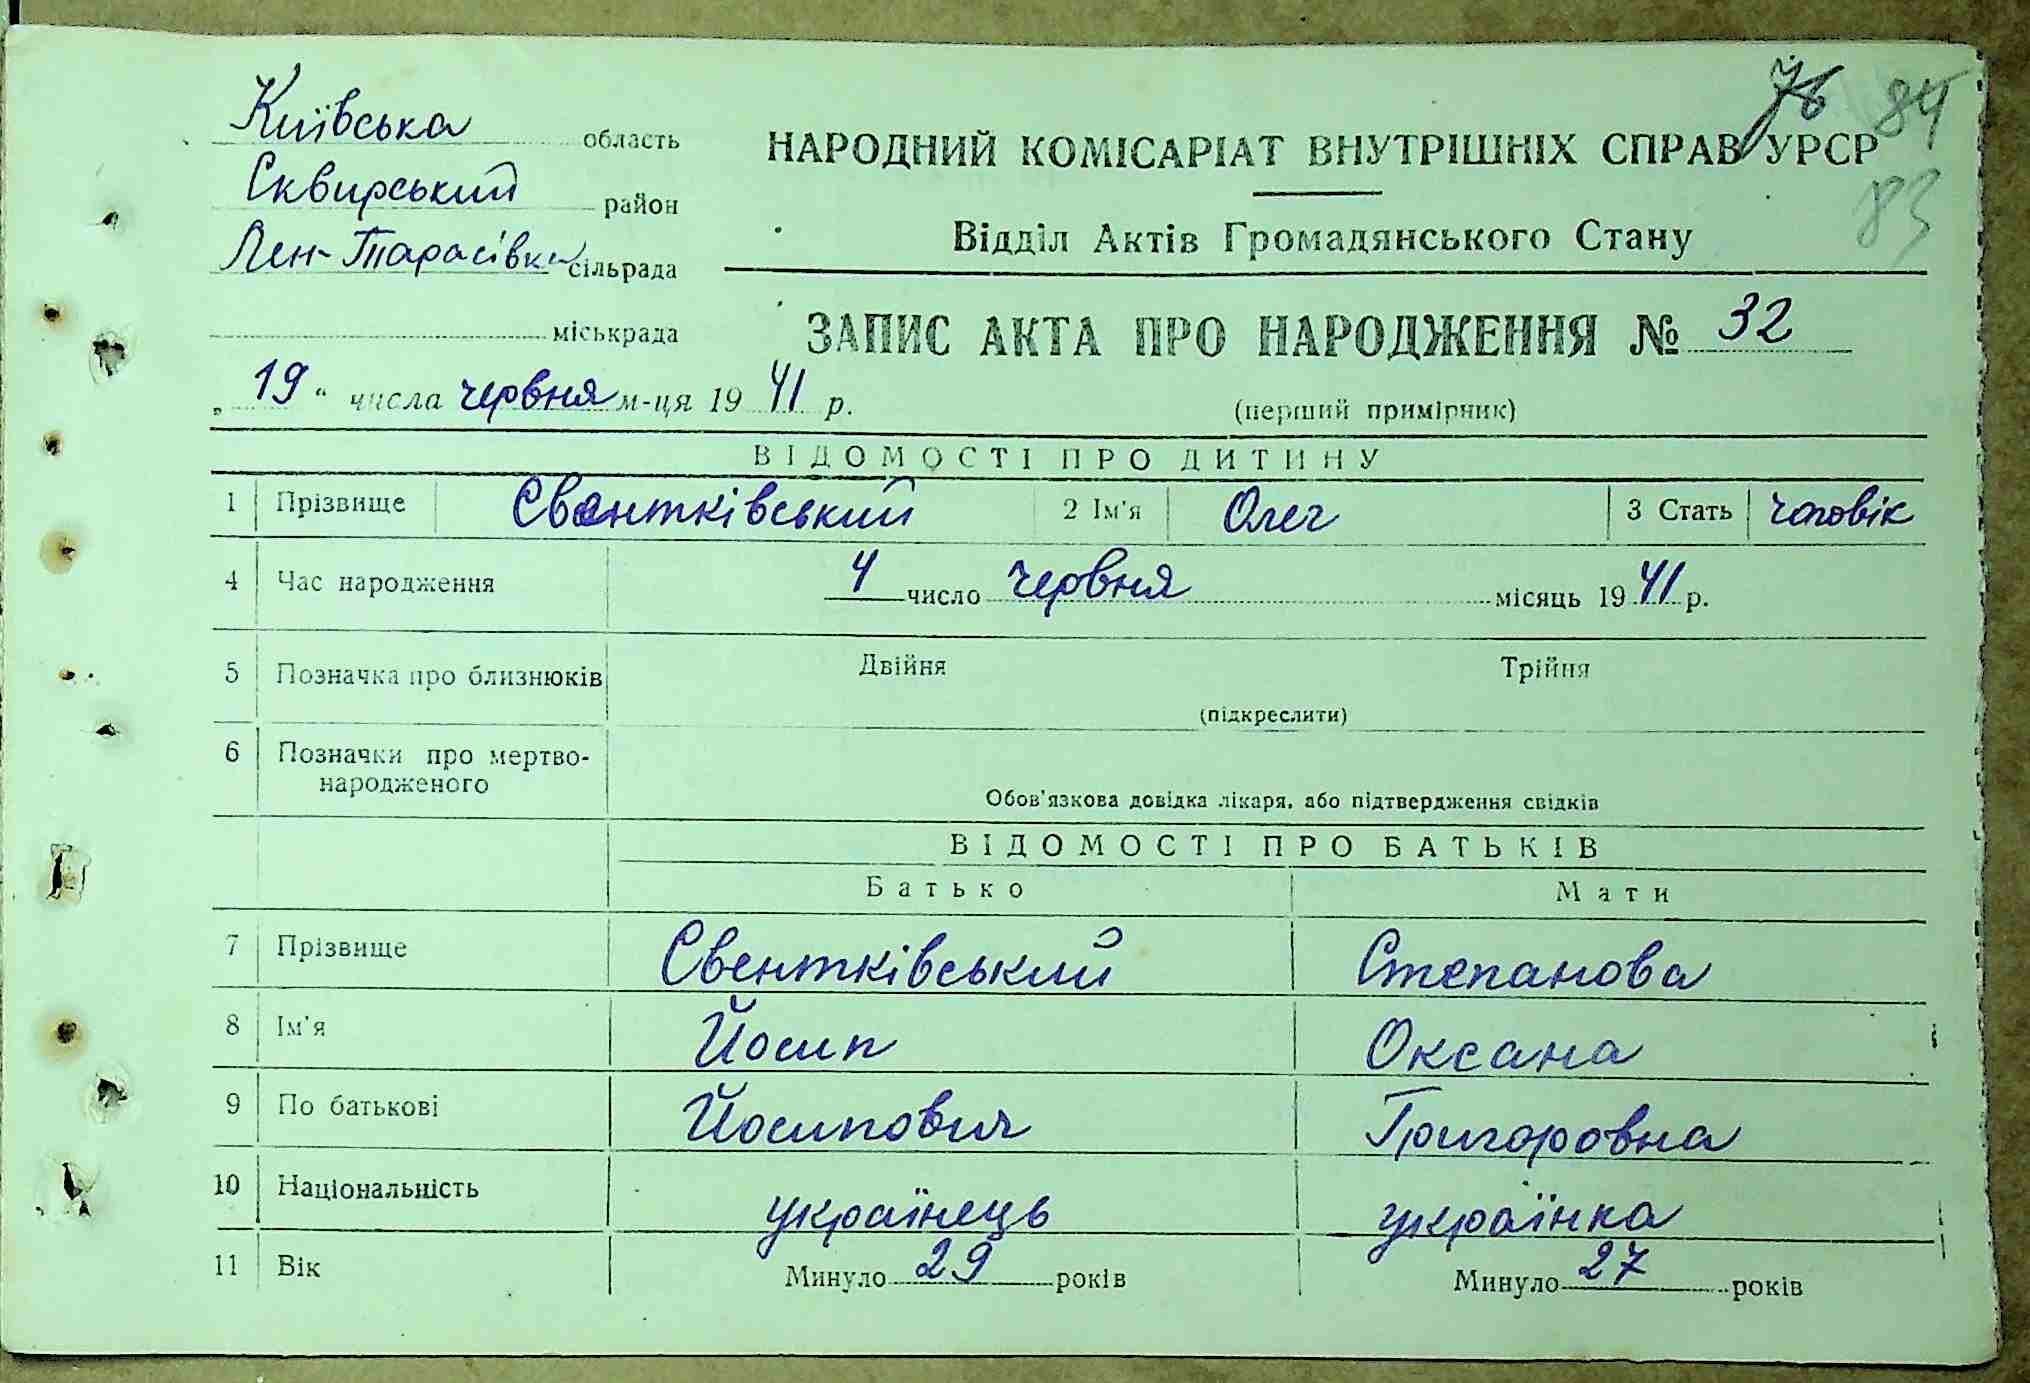 76 84
Київська область
НАРОДНИЙ КОМІСАРІАТ ВНУТРІШНІХ СПРАВ УРСР
Сквирський район
83
Відділ Актів Громадянського Стану
Лен-Тарасівка сільрада
міськрада
ЗАПИС АКТА ПРО НАРОДЖЕННЯ № 32
„19“ числа червня м-ця 1941 р.
(перший примірник)
ВІДОМОСТІ ПРО ДИТИНУ
1 Прізвище Свентківський 2 Ім'я Олег 3 Стать чоловік
4 Час народження 4 число червня місяць 1941 р.
5 Позначка про близнюків Двійня Трійня
(підкреслити)
6 Позначки про мертво-
народженого
Обов'язкова довідка лікаря, або підтвердження свідків
ВІДОМОСТІ ПРО БАТЬКІВ
Батько Мати
7 Прізвище Свентківський Степанова
8 Ім'я Йосип Оксана
9 По батькові Йосипович Григоровна
10 Національність українець українка
11 Вік Минуло 29 років Минуло 27 років